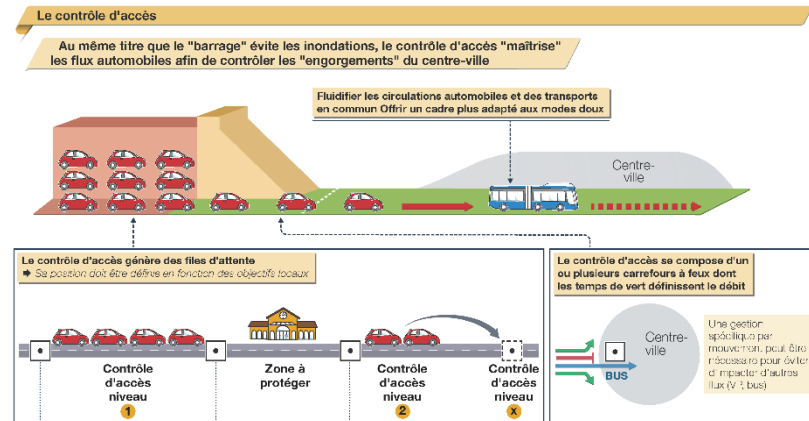 Le contrôle d'accès
Au même titre que le "barrage" évite les inondations, le contrôle d'accès "maîtrise"
les flux automobiles afin de contrôler les "engorgements" du centre-ville
Fluidifier les circulations automobiles et des transports
en commun Offrir un cadre plus adapté aux modes doux
Centre-
ville
Le contrôle d'accès génère des files d'attente
➡ Sa position doit être définis en fonction des objectifs locaux
Contrôle
d'accès
niveau
1
Zone à
protéger
Contrôle
d'accès
niveau
2
Contrôle
d'accès
niveau
x
Le contrôle d'accès se compose d'un
ou plusieurs carrefours à feux dont
les temps de vert définissent le débit
Centre-
ville
BUS
Une gestion
spécifique par
mouvement peut être
nécessaire pour éviter
d'impacter d'autres
flux (VP, bus)